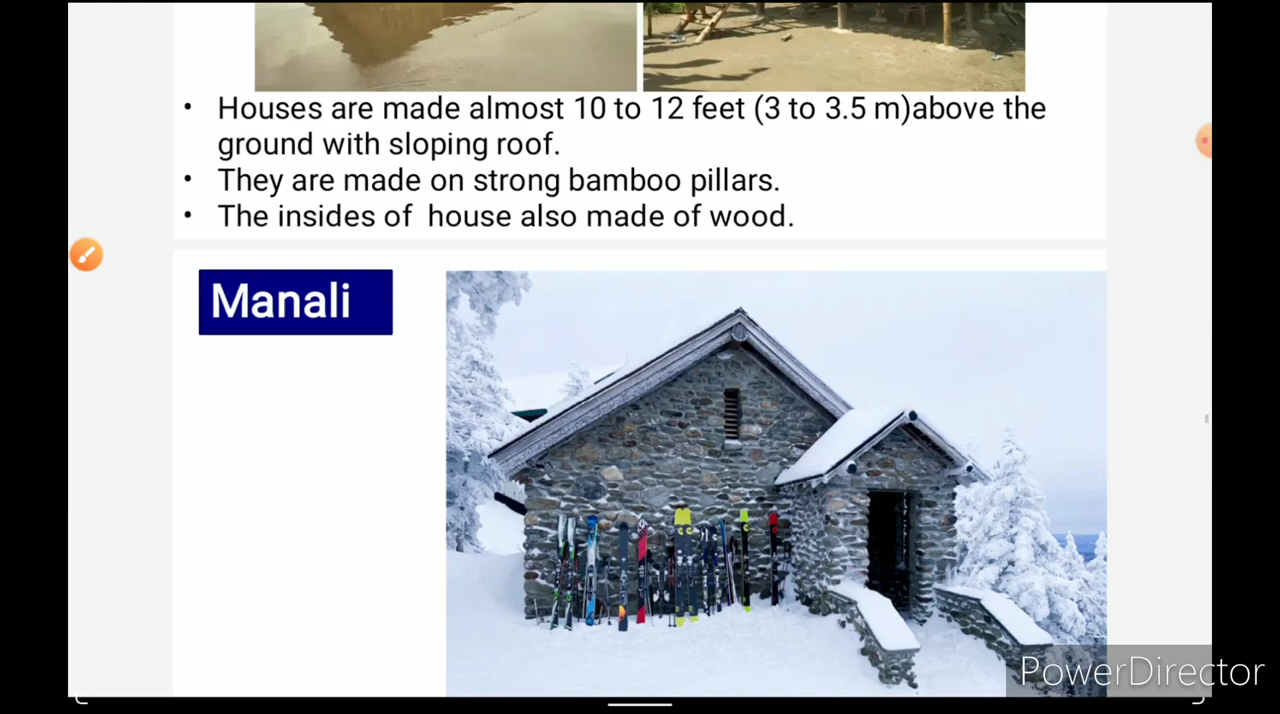 • Houses are made almost 10 to 12 feet (3 to 3.5 m)above the
ground with sloping roof.
• They are made on strong bamboo pillars.
• The insides of house also made of wood.
Manali
PowerDirector